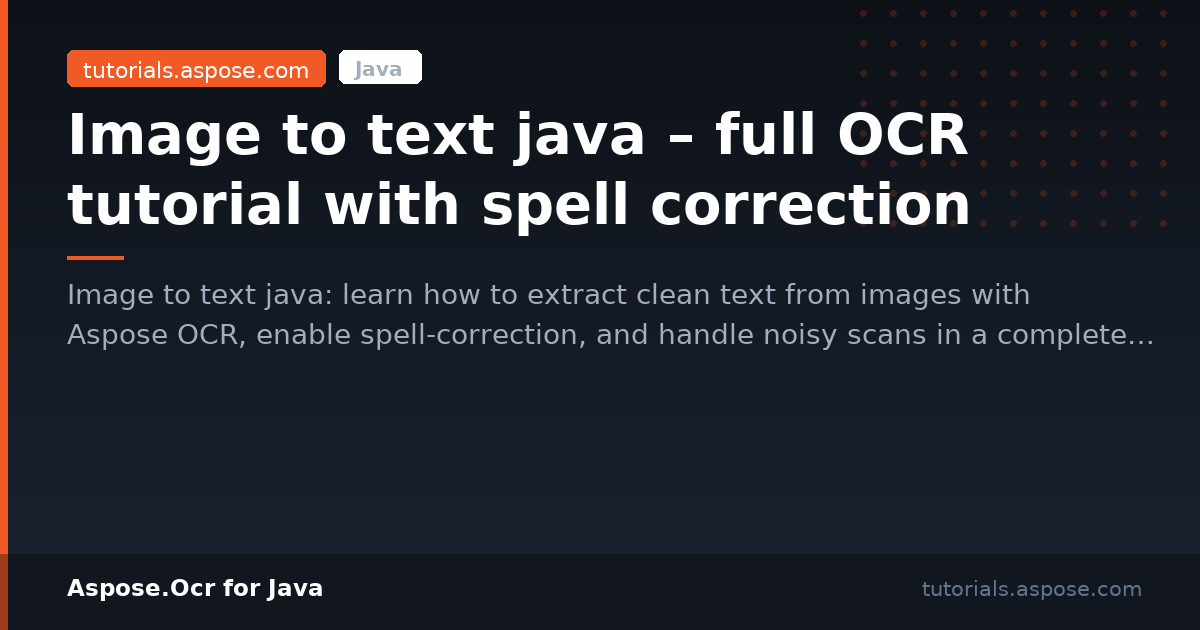 tutorials.aspose.com Java
Image to text java – full OCR
tutorial with spell correction
Image to text java: learn how to extract clean text from images with
Aspose OCR, enable spell-correction, and handle noisy scans in a complete…
Aspose.Ocr for Java tutorials.aspose.com